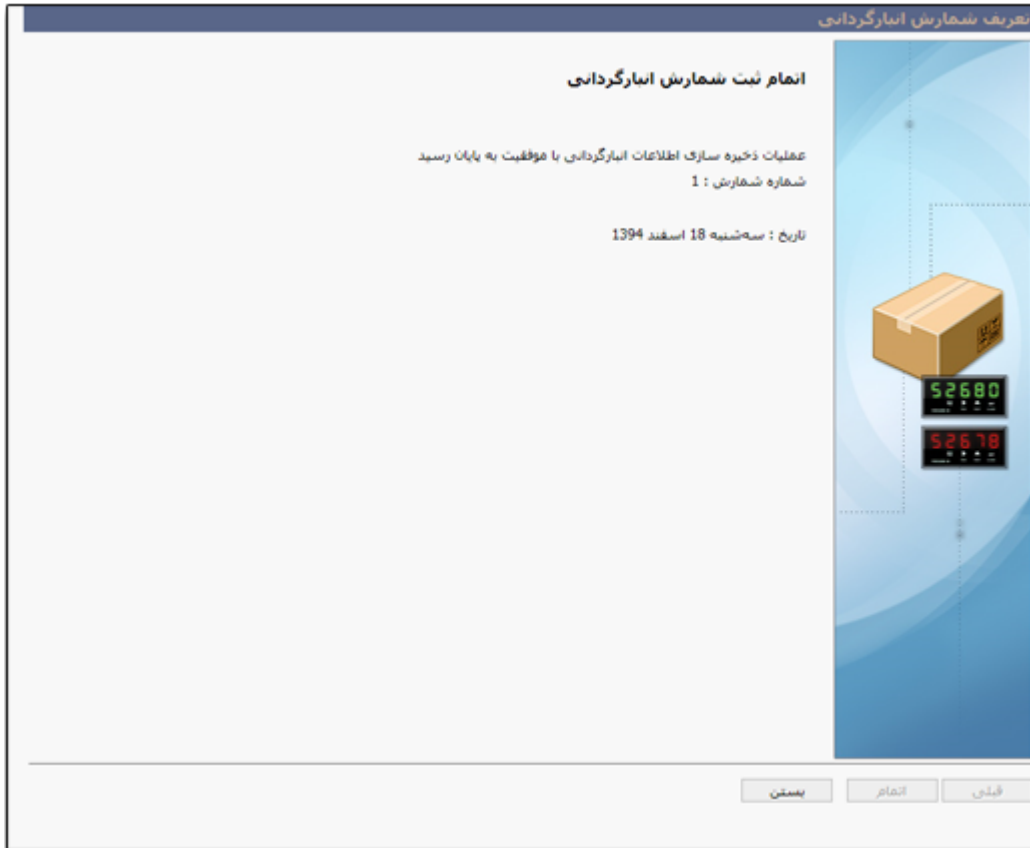 تعریف شمارش انبارگردانی
اتمام ثبت شمارش انبارگردانی
عملیات ذخیره سازی اطلاعات انبارگردانی با موفقیت به پایان رسید
شماره شمارش : 1
تاریخ : سه‌شنبه 18 اسفند 1394
52680
52678
قبلی
اتمام
بستن